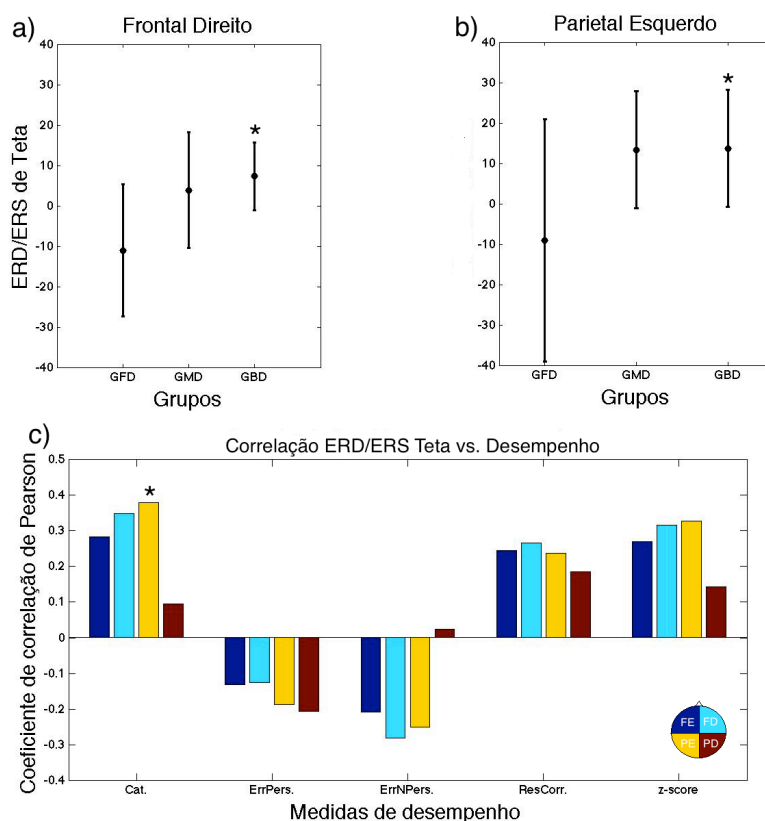 a) Frontal Direito
ERD/ERS de Teta
40
30
20
10
0
-10
-20
-30
40
*
GFD GMD GBD
Grupos
b) Parietal Esquerdo
40
30
20
10
0
-10
-20
-30
-40
*
GFD GMD GBD
Grupos
c) Correlação ERD/ERS Teta vs. Desempenho
Coeficiente de correlação de Pearson
0.5
0.4
0.3
0.2
0.1
0
-0.1
-0.2
-0.3
-0.4
*
FE FD
PE PD
Cat. ErrPers. ErrNPers. ResCorr. z-score
Medidas de desempenho